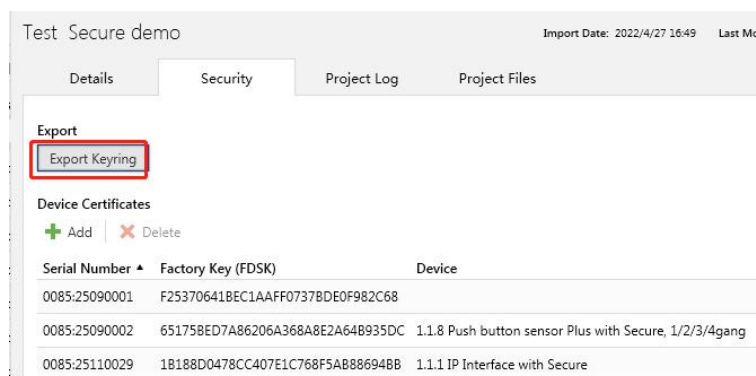 Test Secure demo Import Date: 2022/4/27 16:49 Last Mo
Details Security Project Log Project Files
Export
Export Keyring
Device Certificates
Add Delete
Serial Number Factory Key (FDSK) Device
0085:25090001 F25370641BEC1AAFF0737BDE0F982C68
0085:25090002 65175BED7A86206A368A8E2A64B935DC 1.1.8 Push button sensor Plus with Secure, 1/2/3/4gang
0085:25110029 1B188D0478CC407E1C768F5AB88694BB 1.1.1 IP Interface with Secure